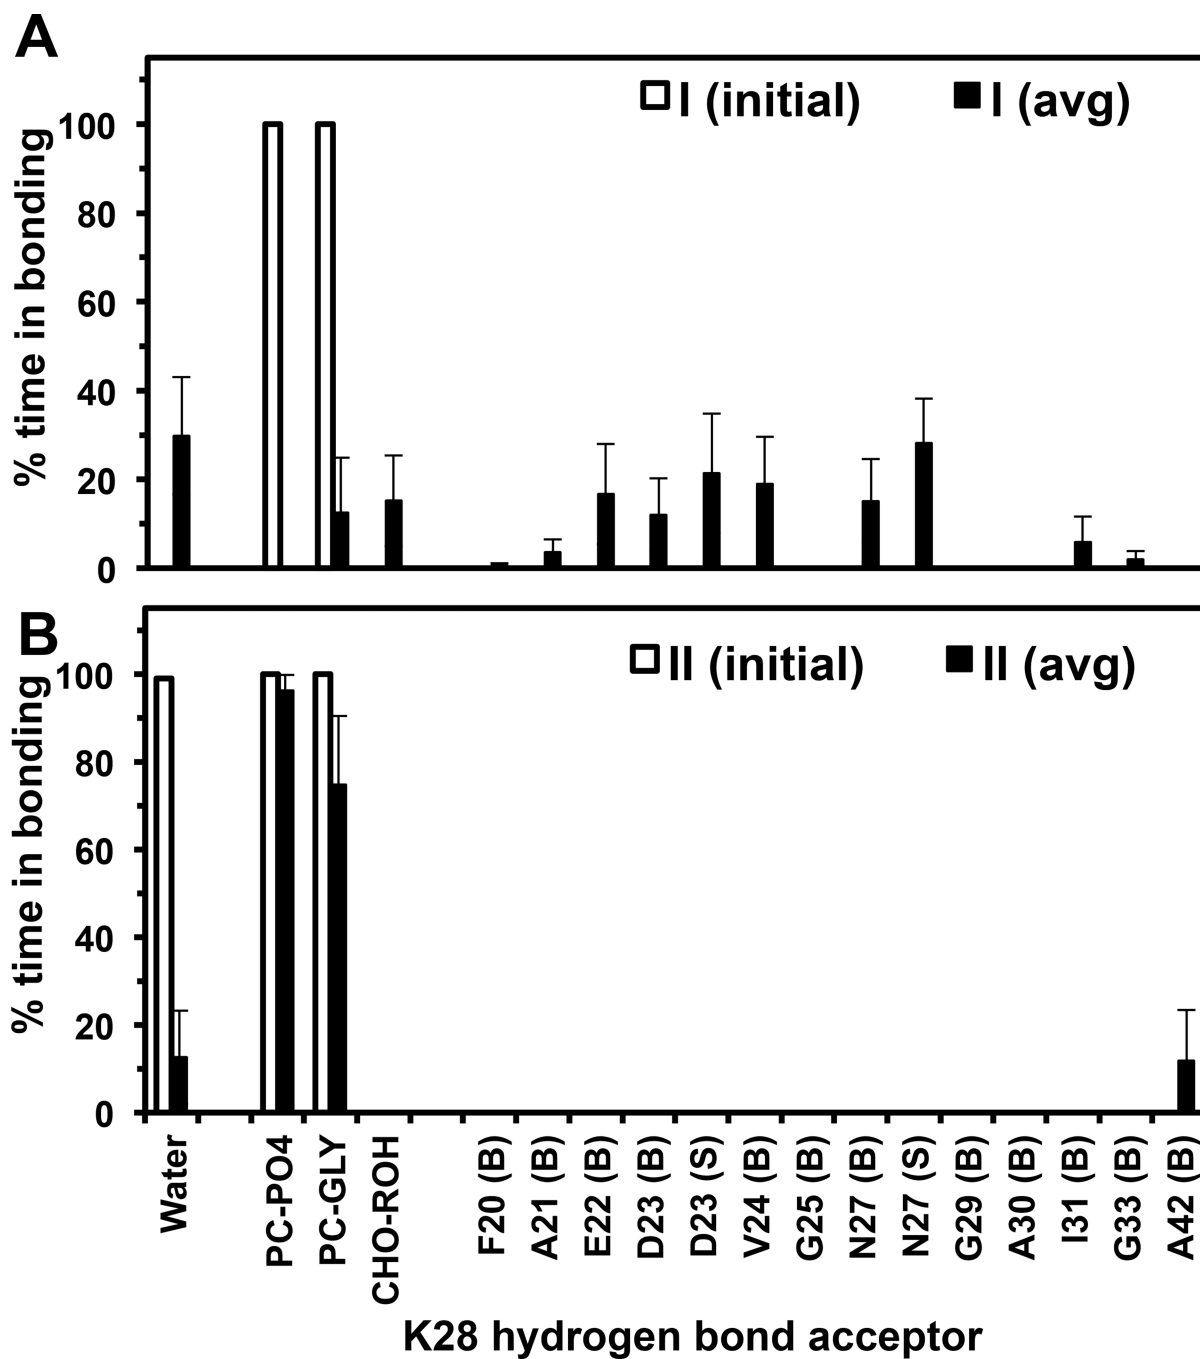 A
I (initial) I (avg)
% time in bonding
100
80
60
40
20
0
B
II (initial) II (avg)
% time in bonding
100
80
60
40
20
0
Water
PC-PO4
PC-GLY
CHO-ROH
F20 (B)
A21 (B)
E22 (B)
D23 (B)
D23 (S)
V24 (B)
G25 (B)
N27 (B)
N27 (S)
G29 (B)
A30 (B)
I31 (B)
G33 (B)
A42 (B)
K28 hydrogen bond acceptor